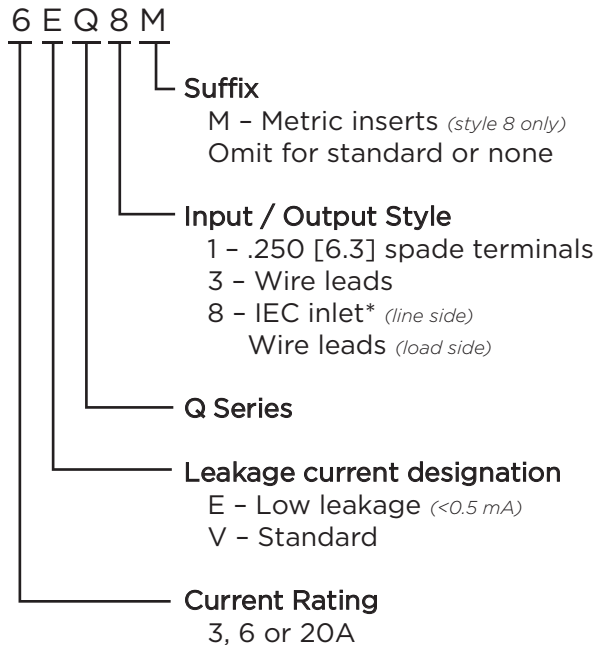 6 E Q 8 M
Suffix
M – Metric inserts (style 8 only)
Omit for standard or none
Input / Output Style
1 – .250 [6.3] spade terminals
3 – Wire leads
8 – IEC inlet* (line side)
Wire leads (load side)
Q Series
Leakage current designation
E – Low leakage (<0.5 mA)
V – Standard
Current Rating
3, 6 or 20A